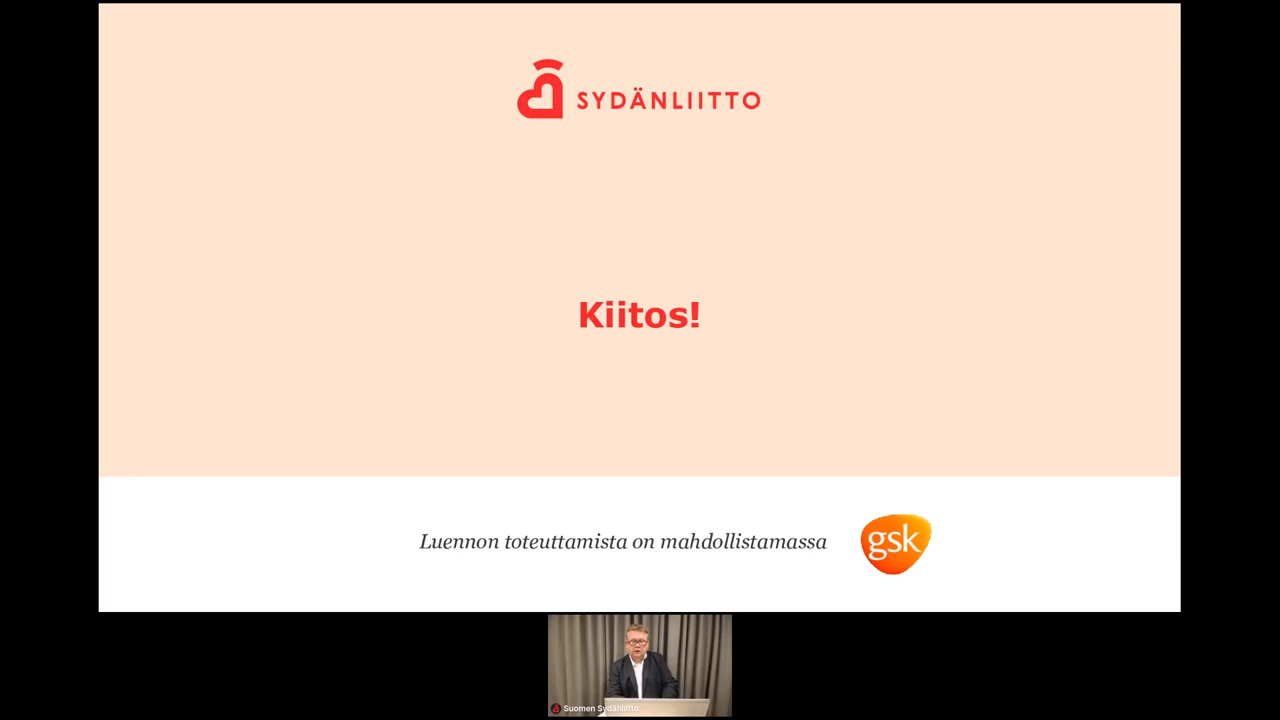 SYDÄNLIITTO
Kiitos!
Luennon toteuttamista on mahdollistamassa
gsk
Suomen Sydänliitto